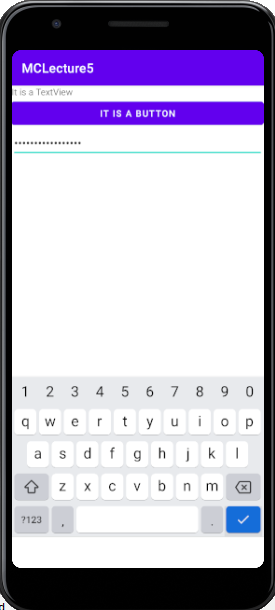 MCLecture5
It is a TextView
IT IS A BUTTON
•••••••••••••••••
1 2 3 4 5 6 7 8 9 0
q w e r t y u i o p
a s d f g h j k l
z x c v b n m
?123 , .
d